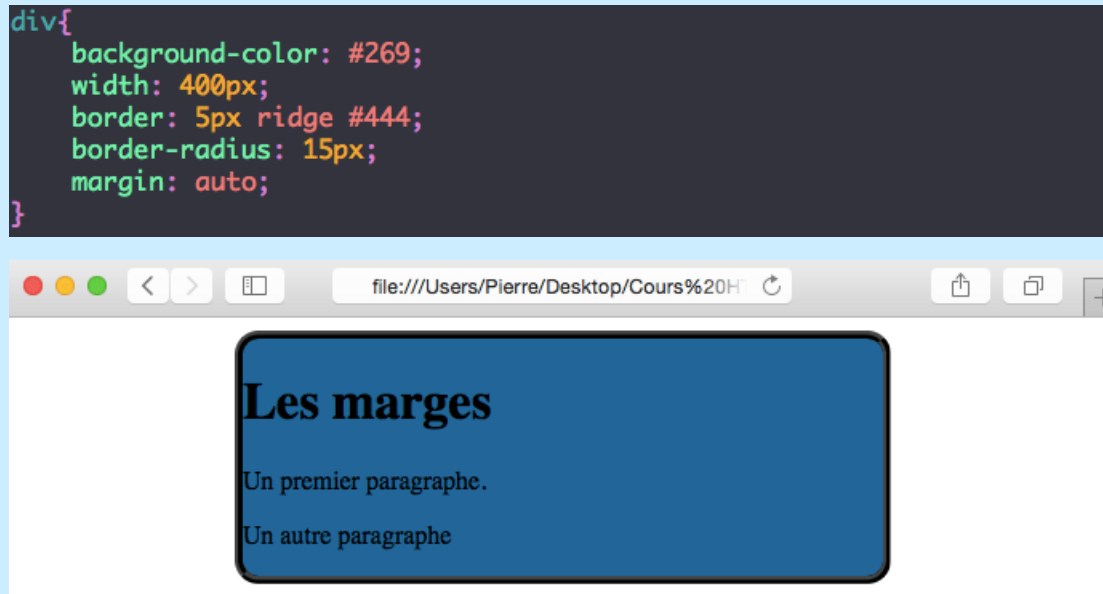 div{
    background-color: #269;
    width: 400px;
    border: 5px ridge #444;
    border-radius: 15px;
    margin: auto;
}
file:///Users/Pierre/Desktop/Cours%20H
Les marges
Un premier paragraphe.
Un autre paragraphe